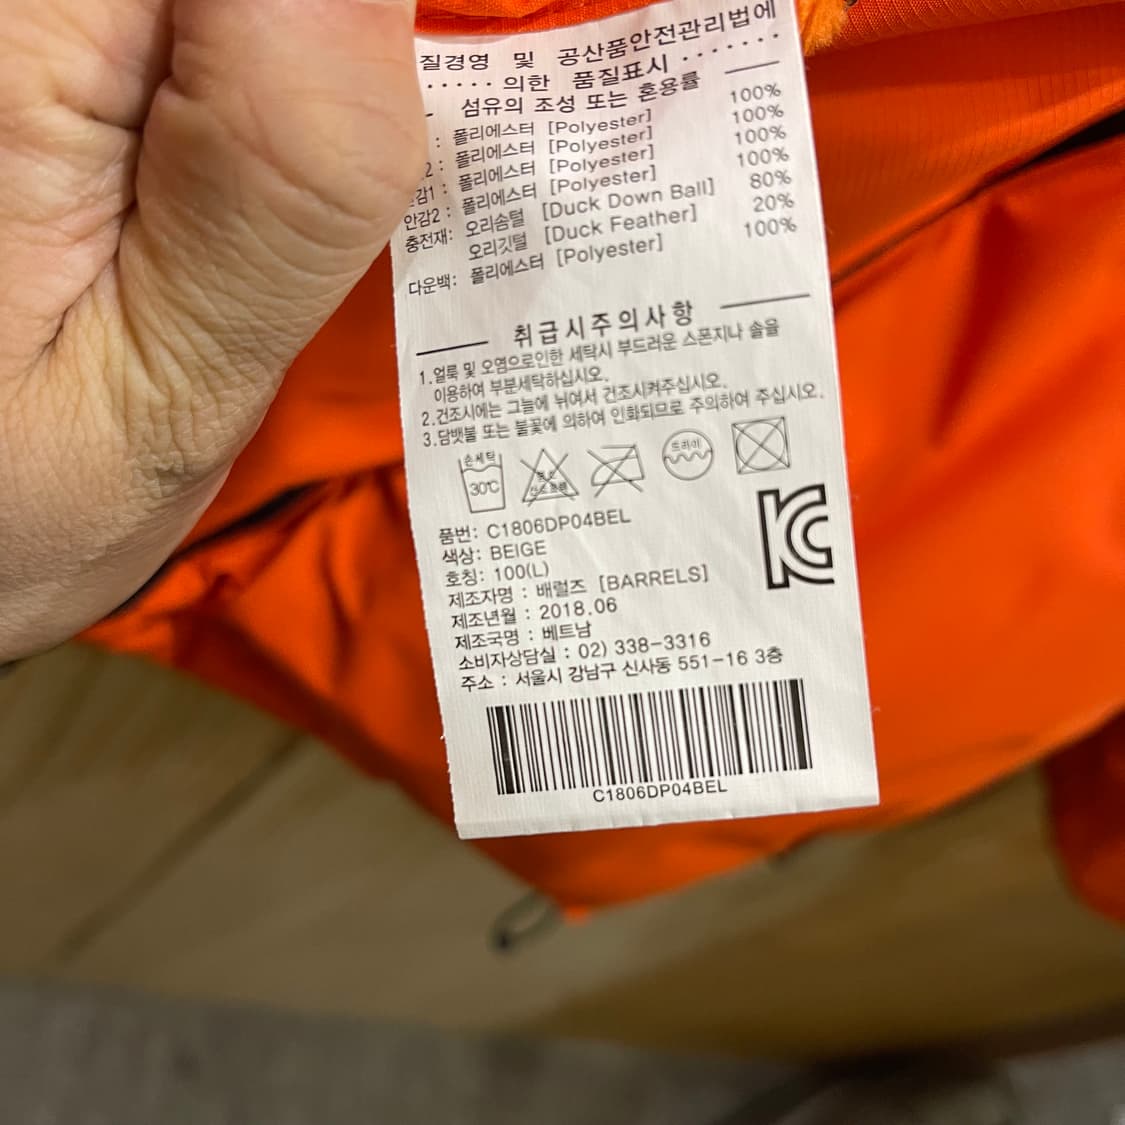 질경영 및 공산품안전관리법에
····· 의한 품질표시 ·······
섬유의 조성 또는 혼용률
: 폴리에스터 [Polyester] 100%
2 : 폴리에스터 [Polyester] 100%
감1 : 폴리에스터 [Polyester] 100%
안감2 : 폴리에스터 [Polyester] 100%
충전재: 오리솜털 [Duck Down Ball] 80%
오리깃털 [Duck Feather] 20%
다운백: 폴리에스터 [Polyester] 100%
취급시주의사항
1.얼룩 및 오염으로인한 세탁시 부드러운 스폰지나 솔을
이용하여 부분세탁하십시오.
2.건조시에는 그늘에 뉘여서 건조시켜주십시오.
3.담뱃불 또는 불꽃에 의하여 인화되므로 주의하여 주십시오.
손세탁
30℃
드라이
품번: C1806DP04BEL
색상: BEIGE
호칭: 100(L)
제조자명 : 배럴즈 [BARRELS]
제조년월 : 2018.06
제조국명 : 베트남
소비자상담실 : 02) 338-3316
주소 : 서울시 강남구 신사동 551-16 3층
C1806DP04BEL